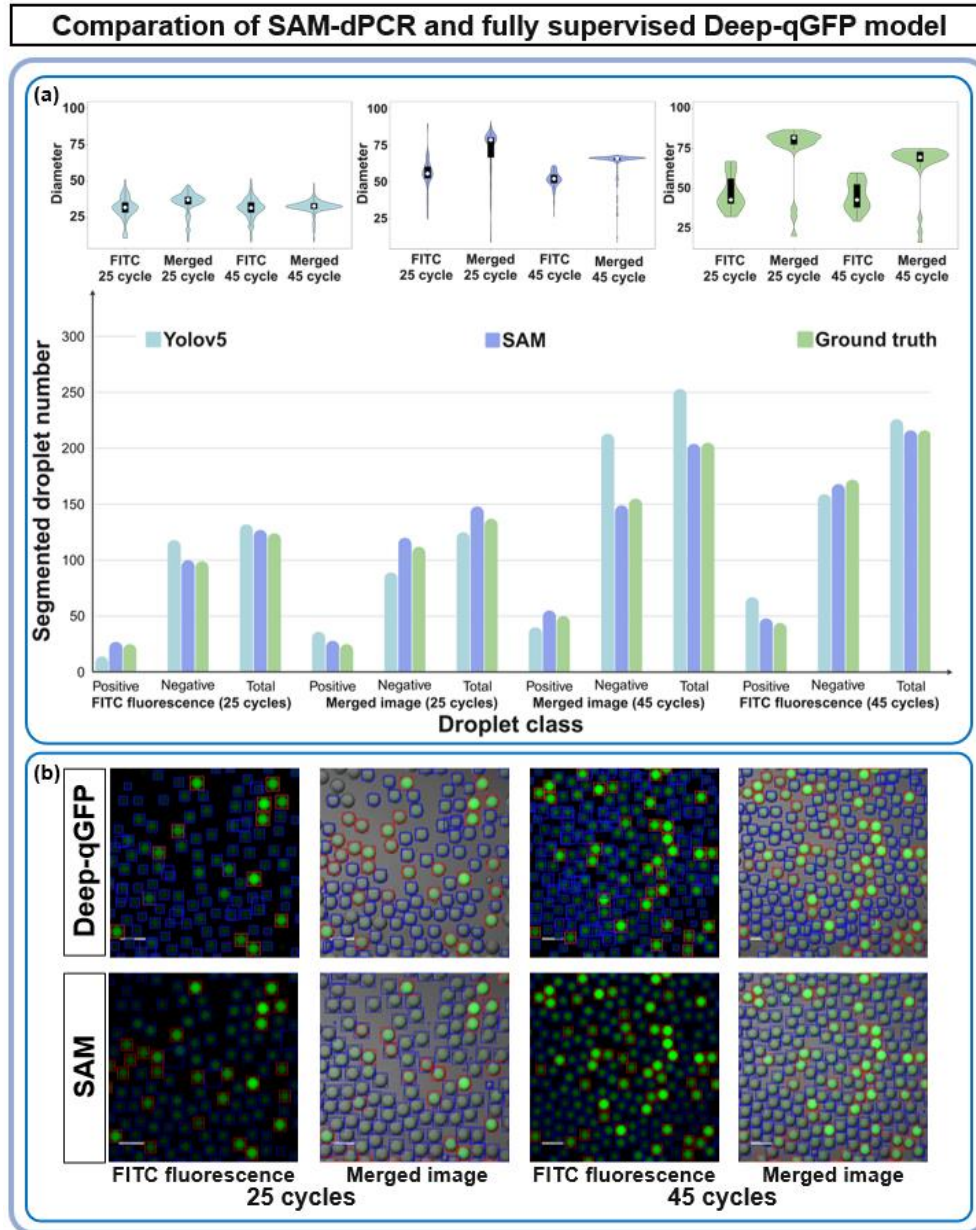 Comparation of SAM-dPCR and fully supervised Deep-qGFP model
(a)
Diameter
100
75
50
25
FITC 25 cycle
Merged 25 cycle
FITC 45 cycle
Merged 45 cycle
Diameter
100
75
50
25
FITC 25 cycle
Merged 25 cycle
FITC 45 cycle
Merged 45 cycle
Diameter
100
75
50
25
FITC 25 cycle
Merged 25 cycle
FITC 45 cycle
Merged 45 cycle
Segmented droplet number
300
250
200
150
100
50
0
Yolov5
SAM
Ground truth
Positive Negative Total
FITC fluorescence (25 cycles)
Positive Negative Total
Merged image (25 cycles)
Positive Negative Total
Merged image (45 cycles)
Positive Negative Total
FITC fluorescence (45 cycles)
Droplet class
(b)
Deep-qGFP
SAM
FITC fluorescence Merged image FITC fluorescence Merged image
25 cycles 45 cycles